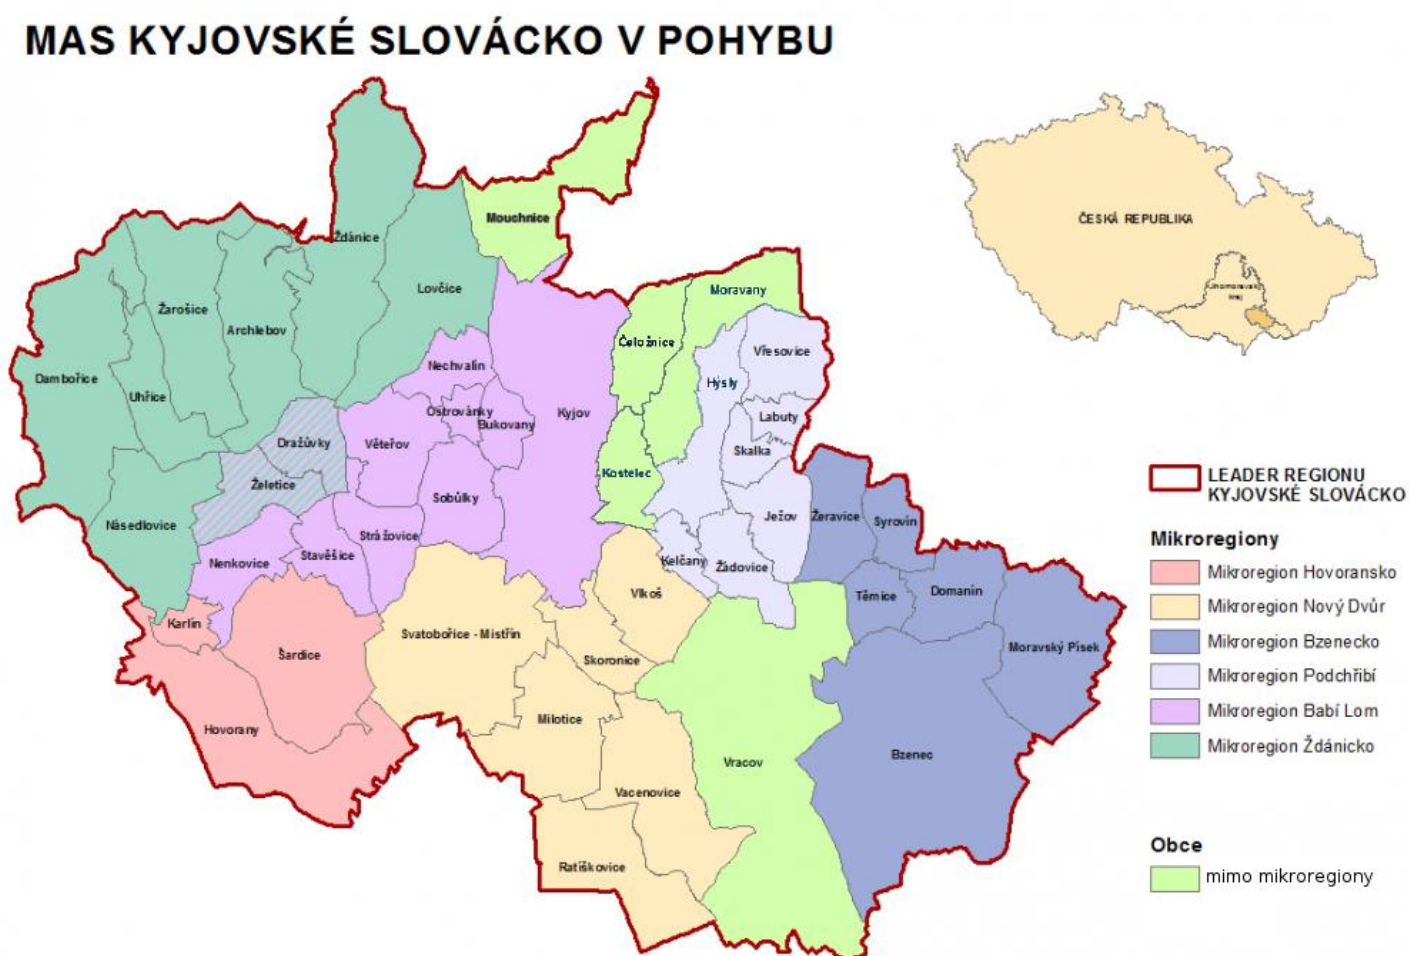 MAS KYJOVSKÉ SLOVÁCKO V POHYBU
Mouchnice
Ždánice
Lovčice
Žarošice
Archlebov
Dambořice
Uhřice
Moravany
Čeložnice
Vřesovice
Nechvalín
Hýsly
Ostrovánky
Bukovany
Kyjov
Labuty
Dražůvky
Věteřov
Skalka
Želetice
Kostelec
Sobůlky
Násedlovice
Ježov
Žeravice
Syrovín
Strážovice
Stavěšice
Nenkovice
Kelčany
Žádovice
Vlkoš
Těmice
Domanín
Karlín
Svatobořice - Mistřín
Šardice
Skoronice
Moravský Písek
Hovorany
Milotice
Vracov
Bzenec
Vacenovice
Ratíškovice
ČESKÁ REPUBLIKA
kraj
LEADER REGIONU
KYJOVSKÉ SLOVÁCKO
Mikroregiony
Mikroregion Hovoransko
Mikroregion Nový Dvůr
Mikroregion Bzenecko
Mikroregion Podchřibí
Mikroregion Babí Lom
Mikroregion Ždánicko
Obce
mimo mikroregiony